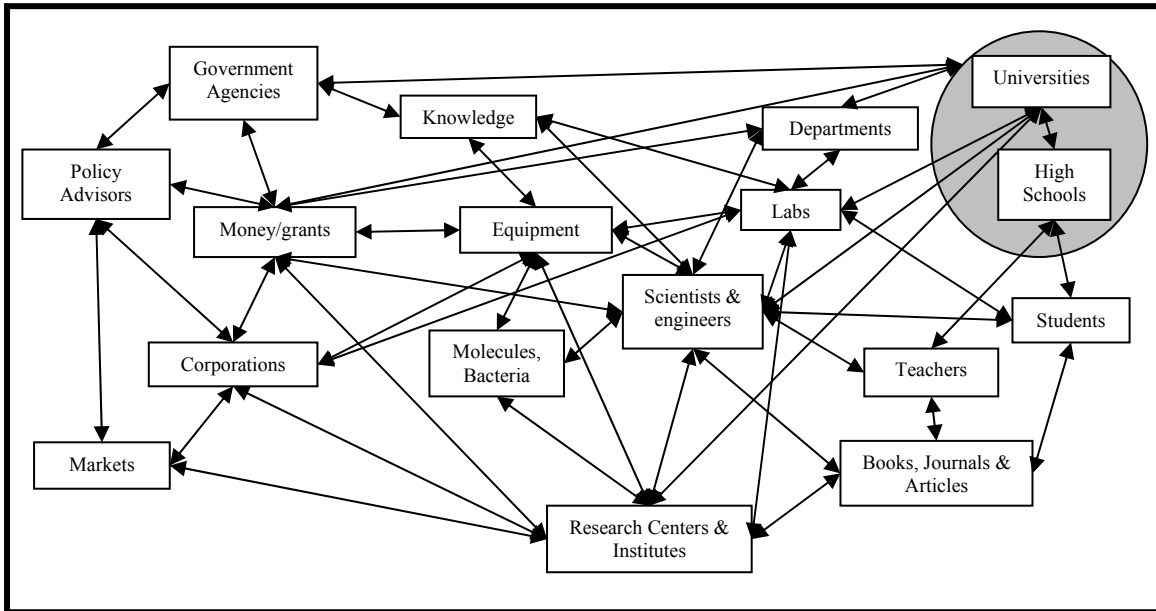 Government
Agencies
Universities
Knowledge
Departments
Policy
Advisors
High
Schools
Money/grants
Equipment
Labs
Scientists &
engineers
Students
Corporations
Molecules,
Bacteria
Teachers
Markets
Books, Journals &
Articles
Research Centers &
Institutes